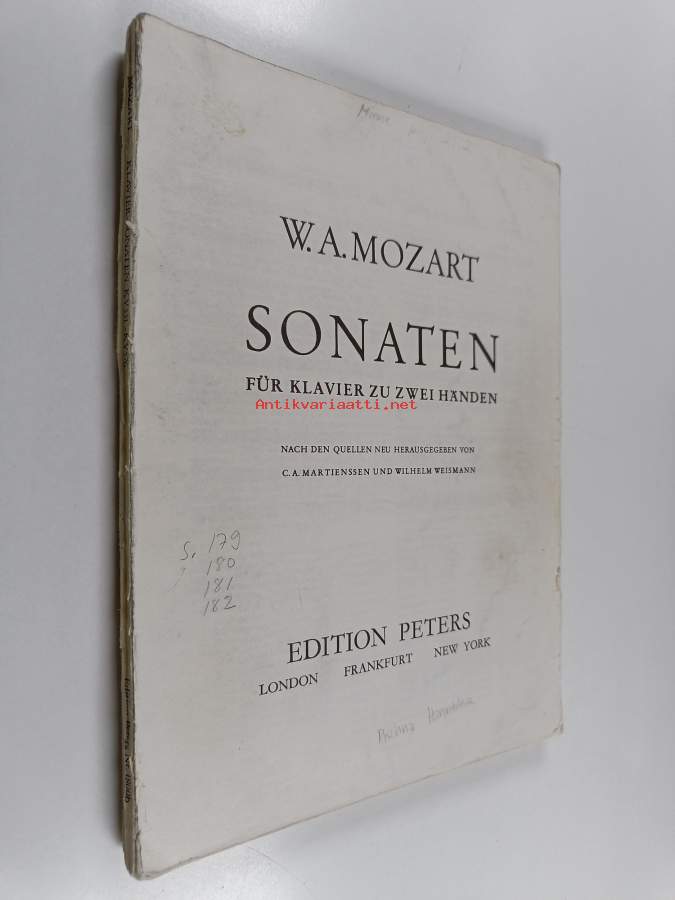 W. A. MOZART
SONATEN
FÜR KLAVIER ZU ZWEI HÄNDEN
Antikvariaatti.net
NACH DEN QUELLEN NEU HERAUSGEGEBEN VON
C. A. MARTIENSSEN UND WILHELM WEISMANN
S. 179
180
181
182
EDITION PETERS
LONDON FRANKFURT NEW YORK
MOZART